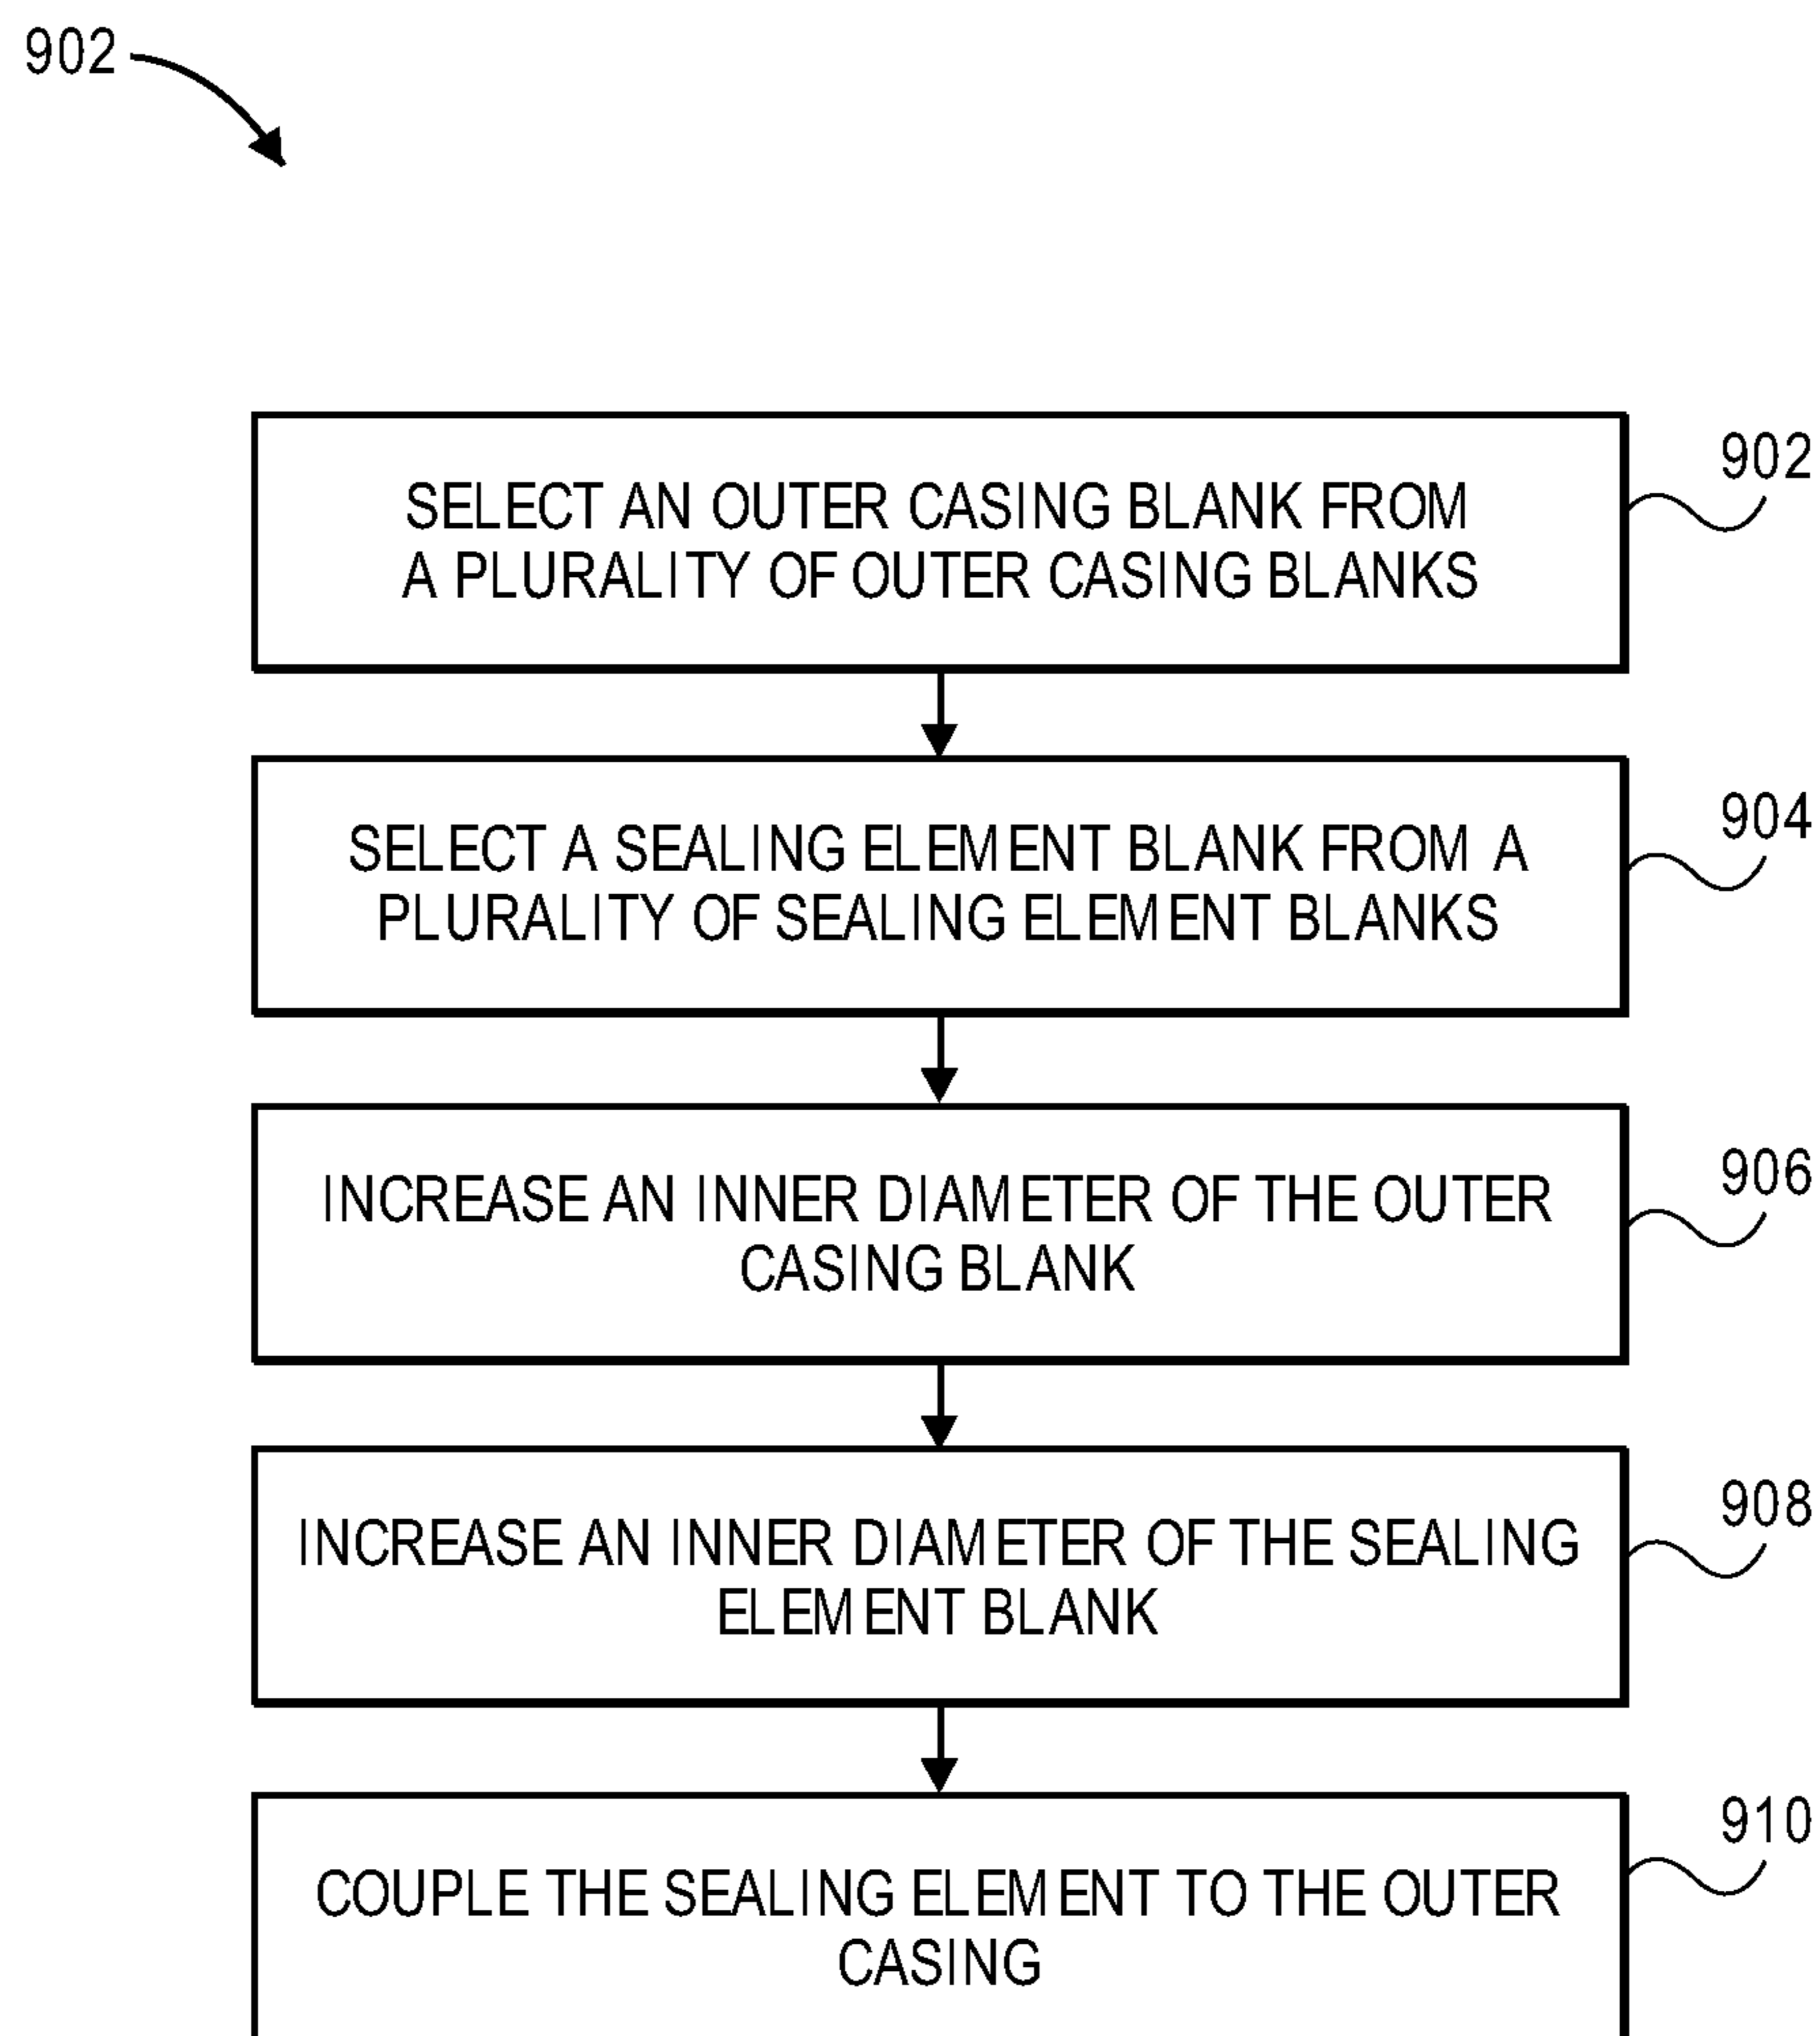 902
902
SELECT AN OUTER CASING BLANK FROM
A PLURALITY OF OUTER CASING BLANKS
904
SELECT A SEALING ELEMENT BLANK FROM A
PLURALITY OF SEALING ELEMENT BLANKS
906
INCREASE AN INNER DIAMETER OF THE OUTER
CASING BLANK
908
INCREASE AN INNER DIAMETER OF THE SEALING
ELEMENT BLANK
910
COUPLE THE SEALING ELEMENT TO THE OUTER
CASING